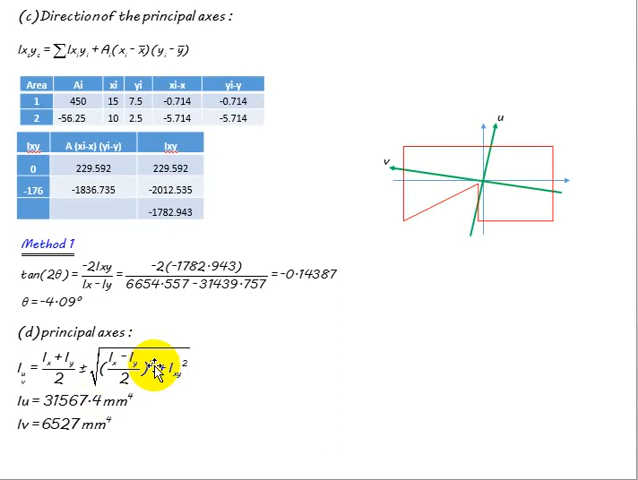 (c) Direction of the principal axes :
Ix꜀y꜀ = ∑ Ixᵢyᵢ + Aᵢ(xᵢ - x̄)(yᵢ - ȳ)
Area Ai xi yi xi-x yi-y
1 450 15 7.5 -0.714 -0.714
2 -56.25 10 2.5 -5.714 -5.714
Ixy A (xi-x) (yi-y) Ixy
0 229.592 229.592
-176 -1836.735 -2012.535
-1782.943
u
v
Method 1
tan(2θ) = -2Ixy / Ix - Iy = -2(-1782·943) / 6654·557 - 31439·757 = -0·14387
θ = -4·09°
(d) principal axes :
I u v = Ix + Iy / 2 ± √((Ix - Iy / 2)² + Ixy²
Iu = 31567·4 mm⁴
Iv = 6527 mm⁴